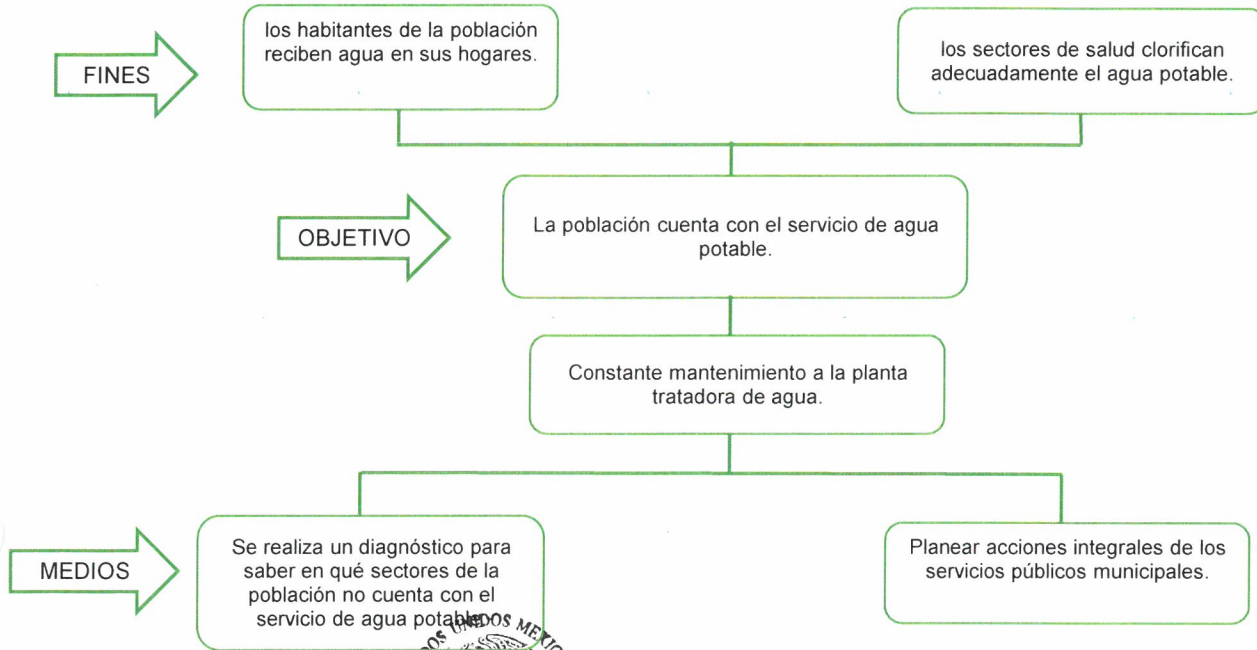 los habitantes de la población
reciben agua en sus hogares.
los sectores de salud clorifican
adecuadamente el agua potable.
FINES
OBJETIVO
La población cuenta con el servicio de agua
potable.
Constante mantenimiento a la planta
tratadora de agua.
MEDIOS
Se realiza un diagnóstico para
saber en qué sectores de la
población no cuenta con el
servicio de agua potable.
Planear acciones integrales de los
servicios públicos municipales.
UNIDOS